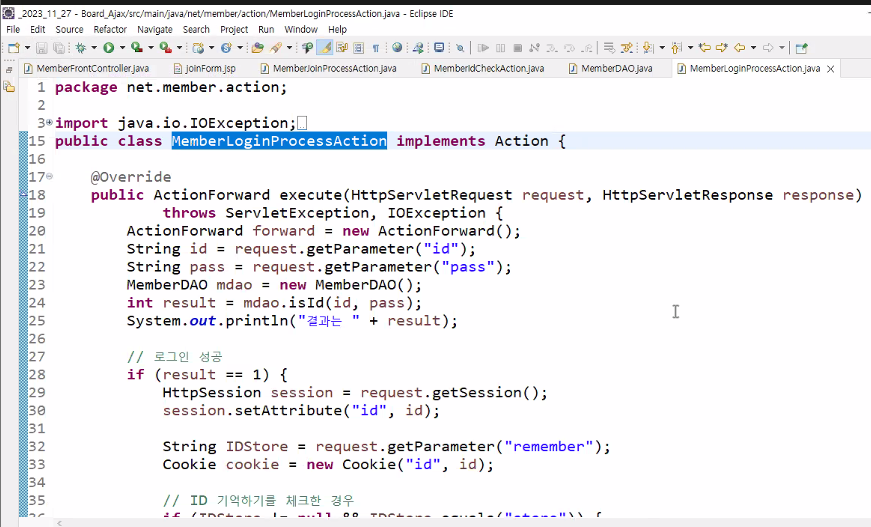 _2023_11_27 - Board_Ajax/src/main/java/net/member/action/MemberLoginProcessAction.java - Eclipse IDE
File Edit Source Refactor Navigate Search Project Run Window Help
MemberFrontController.java joinForm.jsp MemberJoinProcessAction.java MemberIdCheckAction.java MemberDAO.java MemberLoginProcessAction.java
1 package net.member.action;
2
3 import java.io.IOException;
15 public class MemberLoginProcessAction implements Action {
16
17 @Override
18 public ActionForward execute(HttpServletRequest request, HttpServletResponse response)
19 throws ServletException, IOException {
20 ActionForward forward = new ActionForward();
21 String id = request.getParameter("id");
22 String pass = request.getParameter("pass");
23 MemberDAO mdao = new MemberDAO();
24 int result = mdao.isId(id, pass);
25 System.out.println("결과는 " + result);
26
27 // 로그인 성공
28 if (result == 1) {
29 HttpSession session = request.getSession();
30 session.setAttribute("id", id);
31
32 String IDStore = request.getParameter("remember");
33 Cookie cookie = new Cookie("id", id);
34
35 // ID 기억하기를 체크한 경우
36 if (IDStore != null && IDStore.equals("store")) {